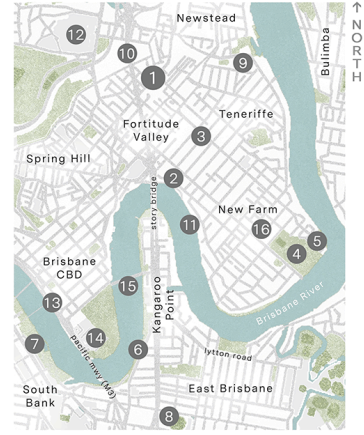 Newstead
↑ NORTH
12
10
Bulimba
9
1
Teneriffe
Fortitude
Valley
3
Spring Hill
2
story bridge
New Farm
11
16
5
4
Brisbane
CBD
15
Kangaroo
Point
Brisbane River
13
14
7
pacific mwy (M3)
6
lytton road
South
Bank
East Brisbane
8